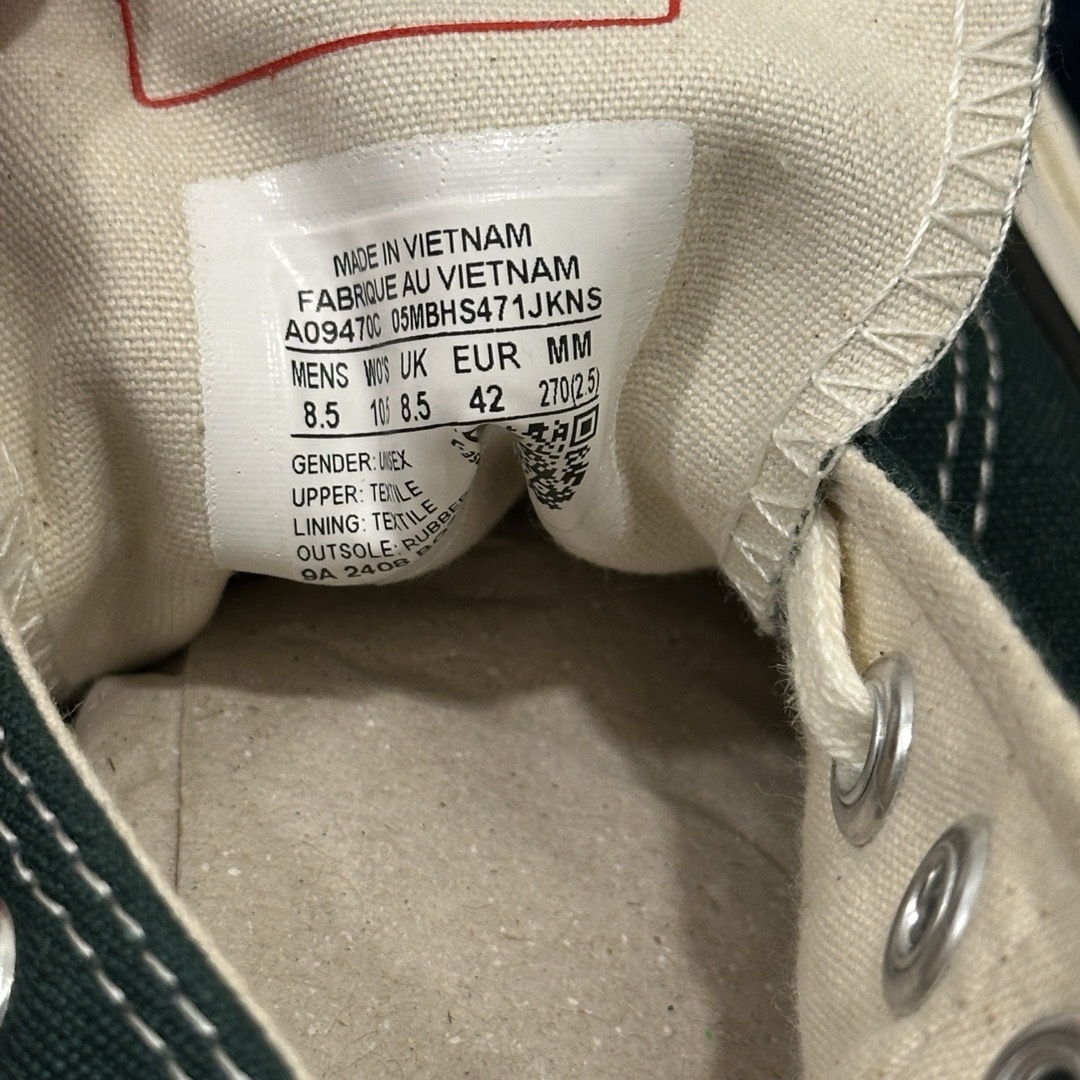 MADE IN VIETNAM
FABRIQUE AU VIETNAM
A09470C 05MBHS471JKNS
MENS WO'S UK EUR MM
8.5 8.5 42 270(2.5)
GENDER: UNISEX
UPPER: TEXTILE
LINING: TEXTILE
OUTSOLE: RUBBER
9A 2408